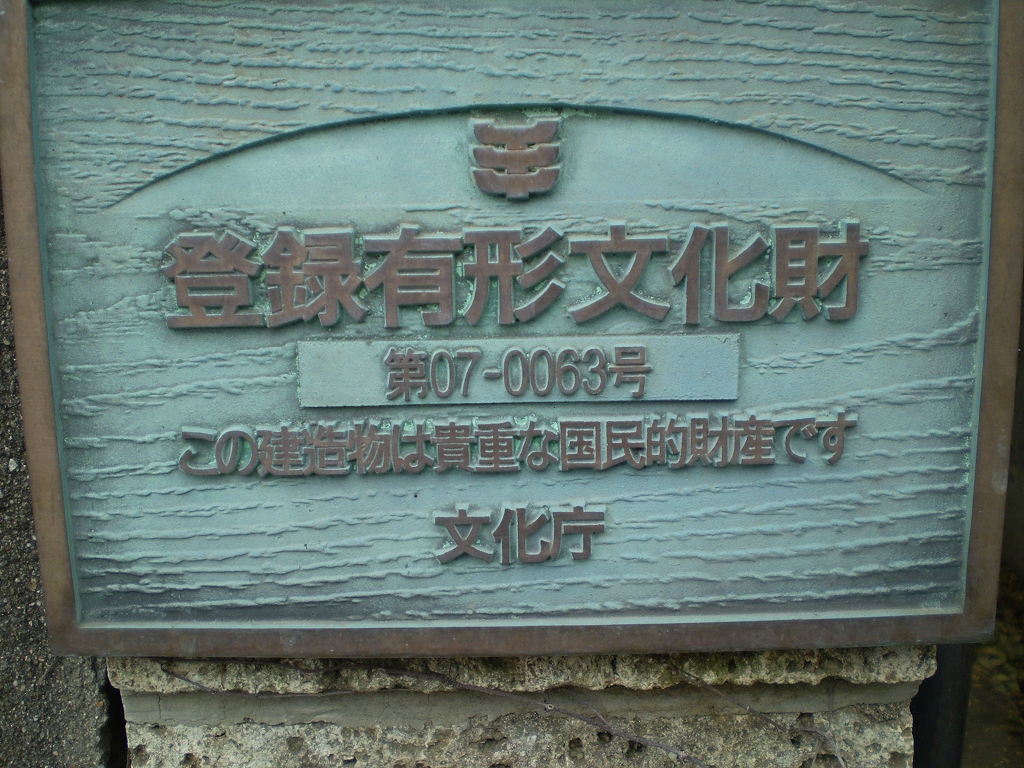 登録有形文化財
第07-0063号
この建造物は貴重な国民的財産です
文化庁